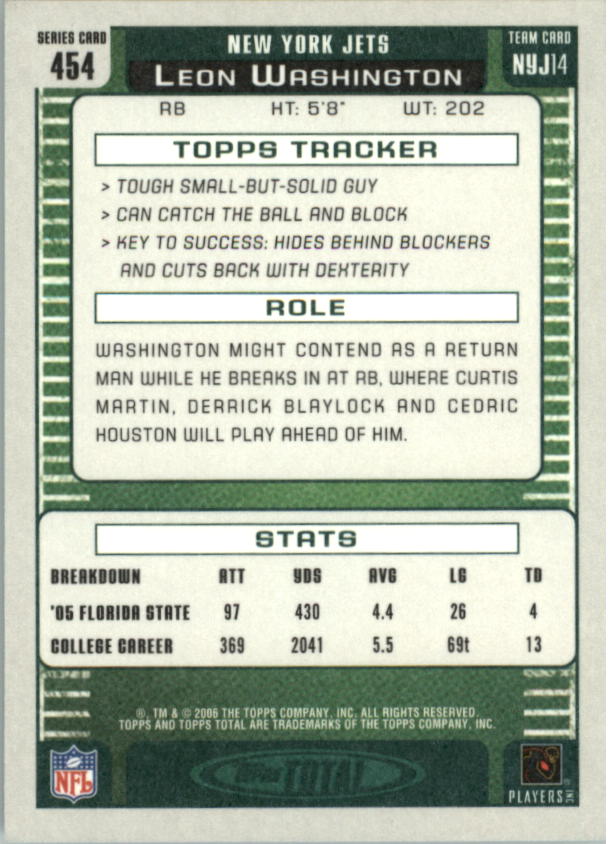 SERIES CARD
454
NEW YORK JETS
LEON WASHINGTON
TEAM CARD
NYJ14
RB HT: 5'8" WT: 202
TOPPS TRACKER
> TOUGH SMALL-BUT-SOLID GUY
> CAN CATCH THE BALL AND BLOCK
> KEY TO SUCCESS: HIDES BEHIND BLOCKERS
AND CUTS BACK WITH DEXTERITY
ROLE
WASHINGTON MIGHT CONTEND AS A RETURN
MAN WHILE HE BREAKS IN AT RB, WHERE CURTIS
MARTIN, DERRICK BLAYLOCK AND CEDRIC
HOUSTON WILL PLAY AHEAD OF HIM.
STATS
BREAKDOWN ATT YDS AVG LG TD
'05 FLORIDA STATE 97 430 4.4 26 4
COLLEGE CAREER 369 2041 5.5 69t 13
®, TM & © 2006 THE TOPPS COMPANY, INC. ALL RIGHTS RESERVED.
TOPPS AND TOPPS TOTAL ARE TRADEMARKS OF THE TOPPS COMPANY, INC.
NFL
topps TOTAL
PLAYERS INC